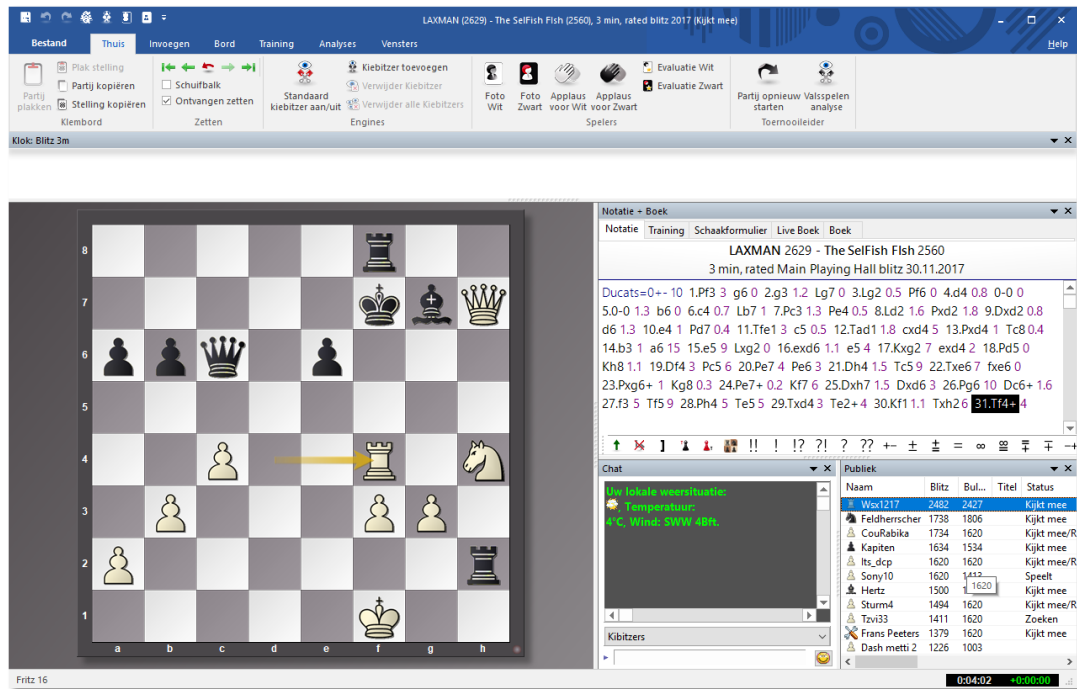 LAXMAN (2629) - The SelFish FIsh (2560), 3 min, rated blitz 2017 (Kijkt mee)
Bestand Thuis Invoegen Bord Training Analyses Vensters Help
Partij plakken
Plak stelling
Partij kopiëren
Stelling kopiëren
Klembord
Schuifbalk
Ontvangen zetten
Zetten
Standaard kiebitzer aan/uit
Kiebitzer toevoegen
Verwijder Kiebitzer
Verwijder alle Kiebitzers
Engines
Foto Wit
Foto Zwart
Applaus voor Wit
Applaus voor Zwart
Evaluatie Wit
Evaluatie Zwart
Spelers
Partij opnieuw starten
Valsspelen analyse
Toernooileider
Klok: Blitz 3m
8
7
6
5
4
3
2
1
a b c d e f g h
Notatie + Boek
Notatie Training Schaakformulier Live Boek Boek
LAXMAN 2629 - The SelFish FIsh 2560
3 min, rated Main Playing Hall blitz 30.11.2017
Ducats=0+- 10 1.Pf3 3 g6 0 2.g3 1.2 Lg7 0 3.Lg2 0.5 Pf6 0 4.d4 0.8 0-0 0
5.0-0 1.3 b6 0 6.c4 0.7 Lb7 1 7.Pc3 1.3 Pe4 0.5 8.Ld2 1.6 Pxd2 1.8 9.Dxd2 0.8
d6 1.3 10.e4 1 Pd7 0.4 11.Tfe1 3 c5 0.5 12.Tad1 1.8 cxd4 5 13.Pxd4 1 Tc8 0.4
14.b3 1 a6 15 15.e5 9 Lxg2 0 16.exd6 1.1 e5 4 17.Kxg2 7 exd4 2 18.Pd5 0
Kh8 1.1 19.Df4 3 Pc5 6 20.Pe7 4 Pe6 3 21.Dh4 1.5 Tc5 9 22.Txe6 7 fxe6 0
23.Pxg6+ 1 Kg8 0.3 24.Pe7+ 0.2 Kf7 6 25.Dxh7 1.5 Dxd6 3 26.Pg6 10 Dc6+ 1.6
27.f3 5 Tf5 9 28.Ph4 5 Te5 5 29.Txd4 3 Te2+ 4 30.Kf1 1.1 Txh2 6 31.Tf4+ 4
!! ! !? ?! ? ?? +- ± ⩲ = ∞ ⩱ ∓ -+
Chat
Uw lokale weersituatie:
Temperatuur:
4°C, Wind: SWW 4Bft.
Kibitzers
Publiek
Naam Blitz Bul... Titel Status
Wsx1217 2482 2427 Kijkt mee
Feldherrscher 1738 1806 Kijkt mee
CouRabika 1734 1620 Kijkt mee/R
Kapiten 1634 1534 Kijkt mee
Its_dcp 1620 1620 Kijkt mee/R
Sony10 1620 1413 Speelt
Hertz 1500 Kijkt mee
1620
Sturm4 1494 1620 Kijkt mee/R
Tzvi33 1411 1620 Zoeken
Frans Peeters 1379 1620 Kijkt mee
Dash metti 2 1226 1003
Fritz 16
0:04:02 +0:00:00